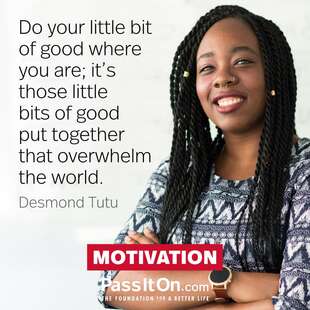 Do your little bit
of good where
you are; it's
those little
bits of good
put together
that overwhelm
the world.
Desmond Tutu
MOTIVATION
PassItOn.com
THE FOUNDATION FOR A BETTER LIFE